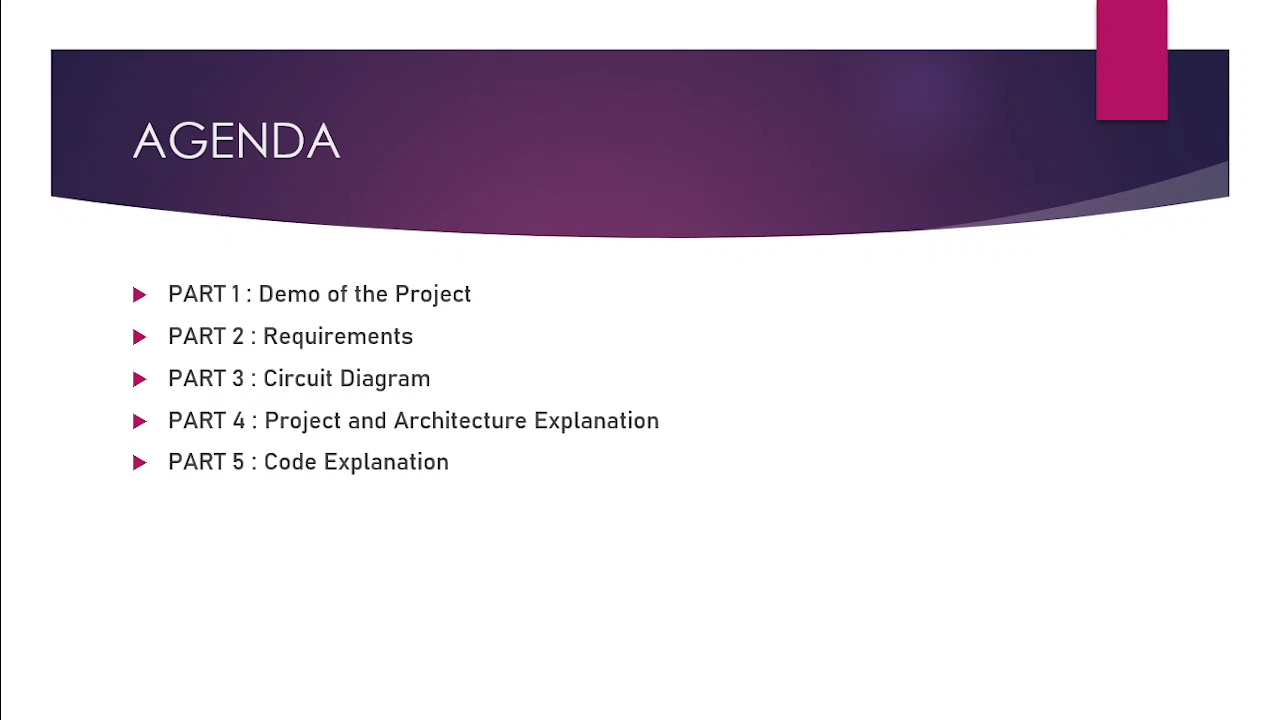 AGENDA
PART 1 : Demo of the Project
PART 2 : Requirements
PART 3 : Circuit Diagram
PART 4 : Project and Architecture Explanation
PART 5 : Code Explanation